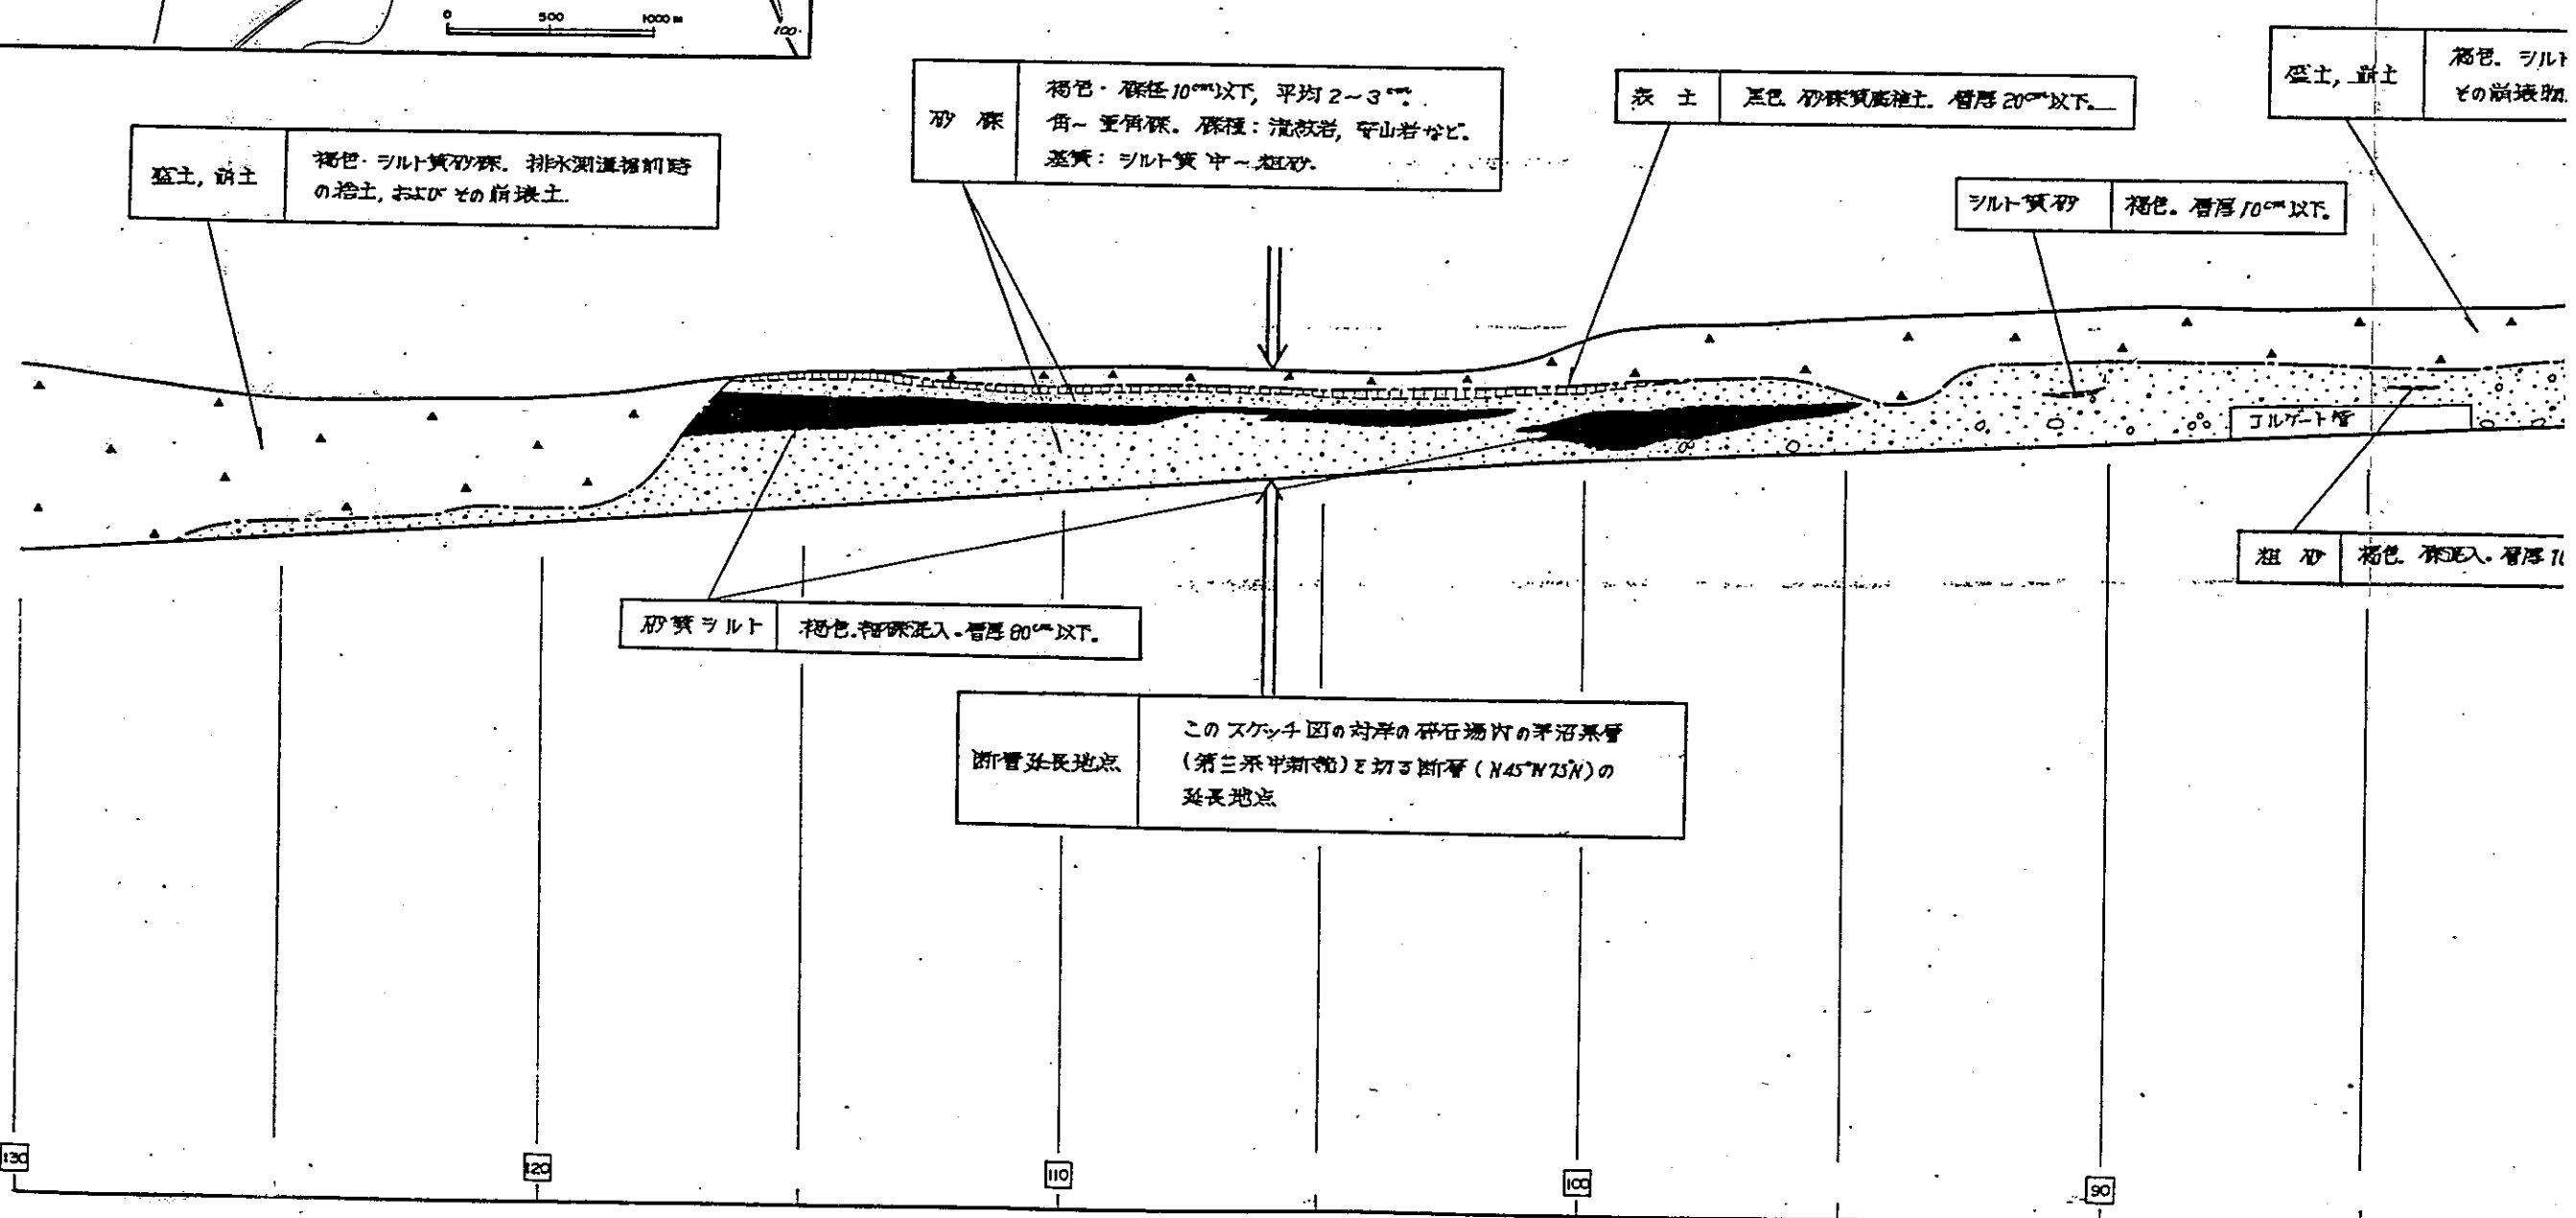 0 500 1000 m
100
盛土, 崩土
褐色・シルト質砂礫. 排水側溝掘削時
の捨土, および その崩壊土.
砂 礫
褐色・礫径10cm以下, 平均2~3cm.
角~亜角礫. 礫種: 流紋岩, 安山岩など.
基質: シルト質 中~粗砂.
表 土
黒色 砂礫質腐植土. 層厚20cm以下.
シルト質砂
褐色. 層厚10cm以下.
盛土, 崩土
褐色. シルト
その崩壊物
コルゲート管
粗 砂
褐色. 礫混入. 層厚
砂質シルト
褐色.細礫混入.層厚80cm以下.
断層延長地点
このスケッチ図の対岸の砕石場内の茅沼累層
(第三系中新統)を切る断層(N45°W75°N)の
延長地点
130
120
110
100
90